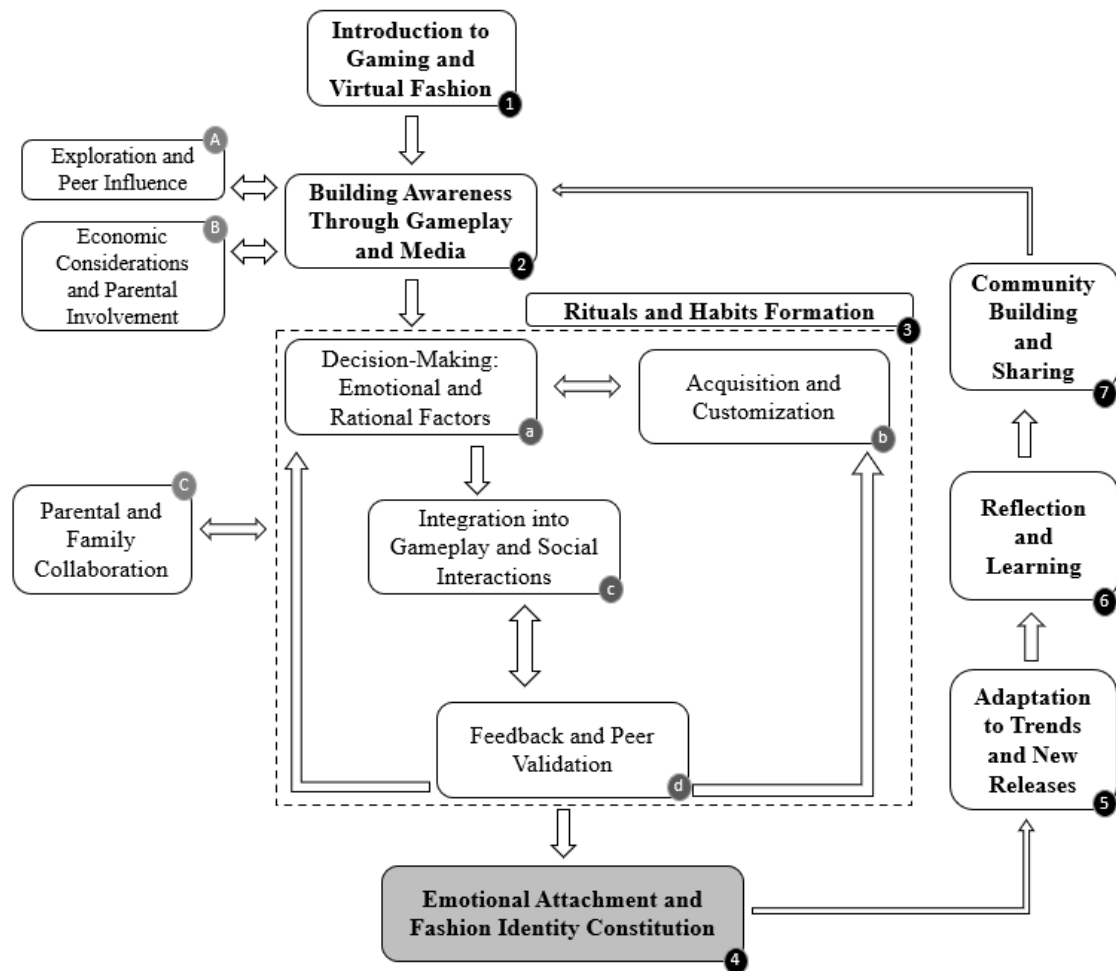 Introduction to
Gaming and
Virtual Fashion
1
A
Exploration and
Peer Influence
Building Awareness
Through Gameplay
and Media
2
B
Economic
Considerations
and Parental
Involvement
Rituals and Habits Formation
3
Decision-Making:
Emotional and
Rational Factors
a
Acquisition and
Customization
b
C
Parental and
Family
Collaboration
Integration into
Gameplay and Social
Interactions
c
Feedback and Peer
Validation
d
Emotional Attachment and
Fashion Identity Constitution
4
Adaptation
to Trends
and New
Releases
5
Reflection
and
Learning
6
Community
Building
and
Sharing
7